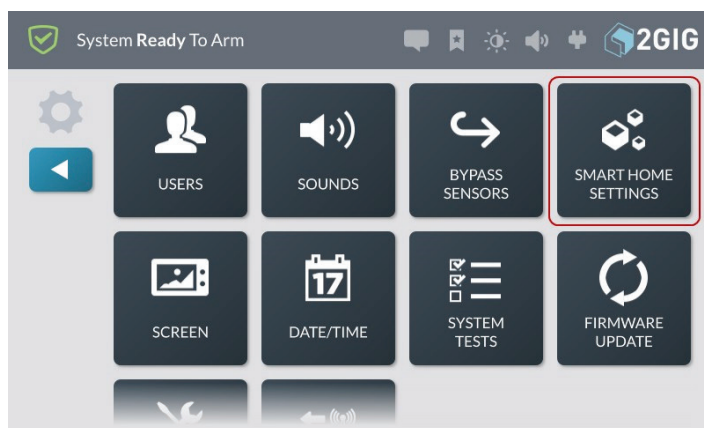 System Ready To Arm
2GIG
USERS
SOUNDS
BYPASS
SENSORS
SMART HOME
SETTINGS
SCREEN
17
DATE/TIME
SYSTEM
TESTS
FIRMWARE
UPDATE